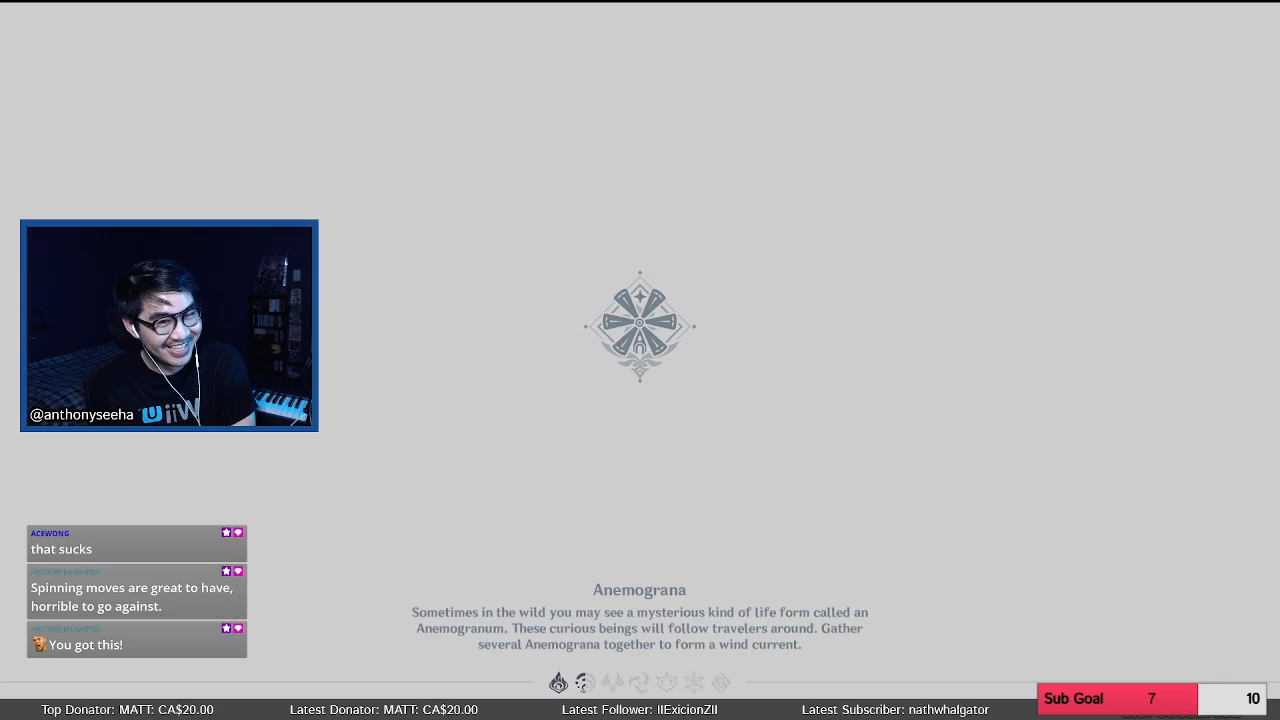 @anthonyseeha
UiiW
ACEWONG
that sucks
Spinning moves are great to have,
horrible to go against.
You got this!
Anemograna
Sometimes in the wild you may see a mysterious kind of life form called an
Anemogranum. These curious beings will follow travelers around. Gather
several Anemograna together to form a wind current.
Top Donator: MATT: CA$20.00
Latest Donator: MATT: CA$20.00
Latest Follower: IIExicionZII
Latest Subscriber: nathwhalgator
Sub Goal 7 10